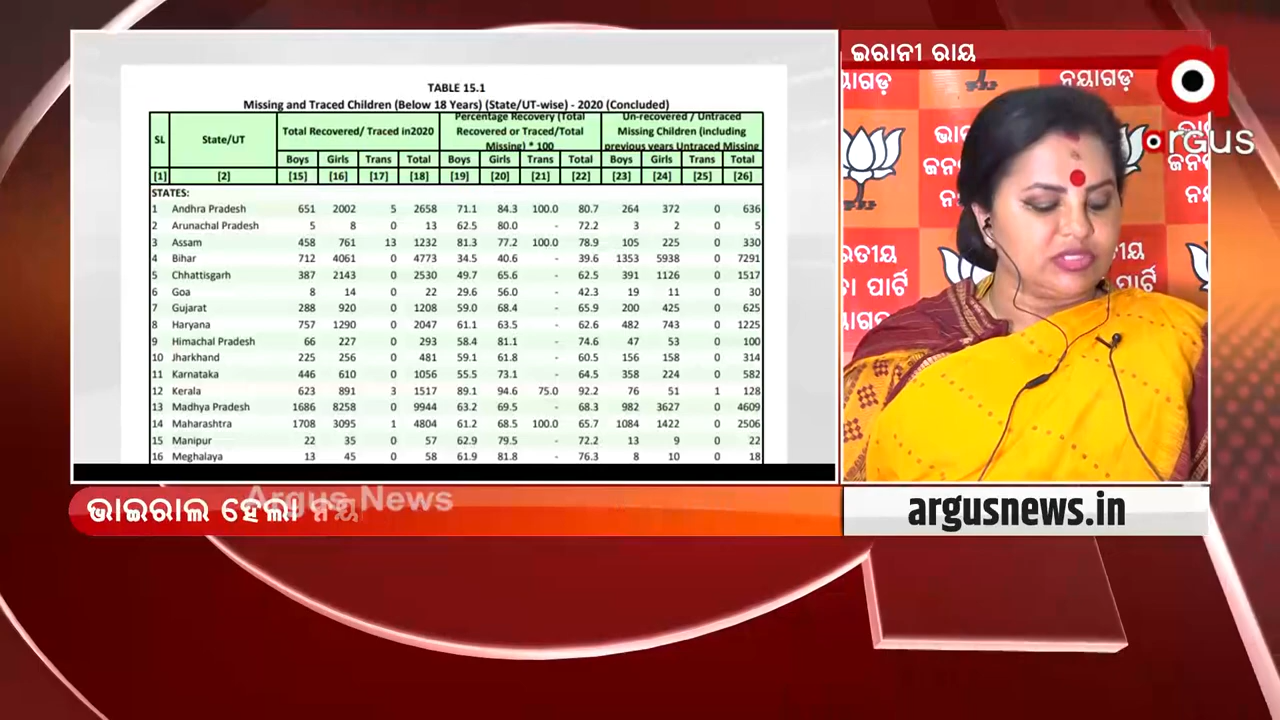 TABLE 15.1
Missing and Traced Children (Below 18 Years) (State/UT-wise) - 2020 (Concluded)
SL State/UT Total Recovered/ Traced in2020 Percentage Recovery (Total Recovered or Traced/Total Missing) * 100 Un-recovered / Untraced Missing Children (including previous years Untraced Missing
Boys Girls Trans Total Boys Girls Trans Total Boys Girls Trans Total
[1] [2] [15] [16] [17] [18] [19] [20] [21] [22] [23] [24] [25] [26]
STATES:
1 Andhra Pradesh 651 2002 5 2658 71.1 84.3 100.0 80.7 264 372 0 636
2 Arunachal Pradesh 5 8 0 13 62.5 80.0 - 72.2 3 2 0 5
3 Assam 458 761 13 1232 81.3 77.2 100.0 78.9 105 225 0 330
4 Bihar 712 4061 0 4773 34.5 40.6 - 39.6 1353 5938 0 7291
5 Chhattisgarh 387 2143 0 2530 49.7 65.6 - 62.5 391 1126 0 1517
6 Goa 8 14 0 22 29.6 56.0 - 42.3 19 11 0 30
7 Gujarat 288 920 0 1208 59.0 68.4 - 65.9 200 425 0 625
8 Haryana 757 1290 0 2047 61.1 63.5 - 62.6 482 743 0 1225
9 Himachal Pradesh 66 227 0 293 58.4 81.1 - 74.6 47 53 0 100
10 Jharkhand 225 256 0 481 59.1 61.8 - 60.5 156 158 0 314
11 Karnataka 446 610 0 1056 55.5 73.1 - 64.5 358 224 0 582
12 Kerala 623 891 3 1517 89.1 94.6 75.0 92.2 76 51 1 128
13 Madhya Pradesh 1686 8258 0 9944 63.2 69.5 - 68.3 982 3627 0 4609
14 Maharashtra 1708 3095 1 4804 61.2 68.5 100.0 65.7 1084 1422 0 2506
15 Manipur 22 35 0 57 62.9 79.5 - 72.2 13 9 0 22
16 Meghalaya 13 45 0 58 61.9 81.8 - 76.3 8 10 0 18
ଇରାନୀ ରାୟ
ନୟାଗଡ଼
argus
ପାର୍ଟି
ଭାଇରାଲ ହେଲା ନୟ
Argus News
argusnews.in